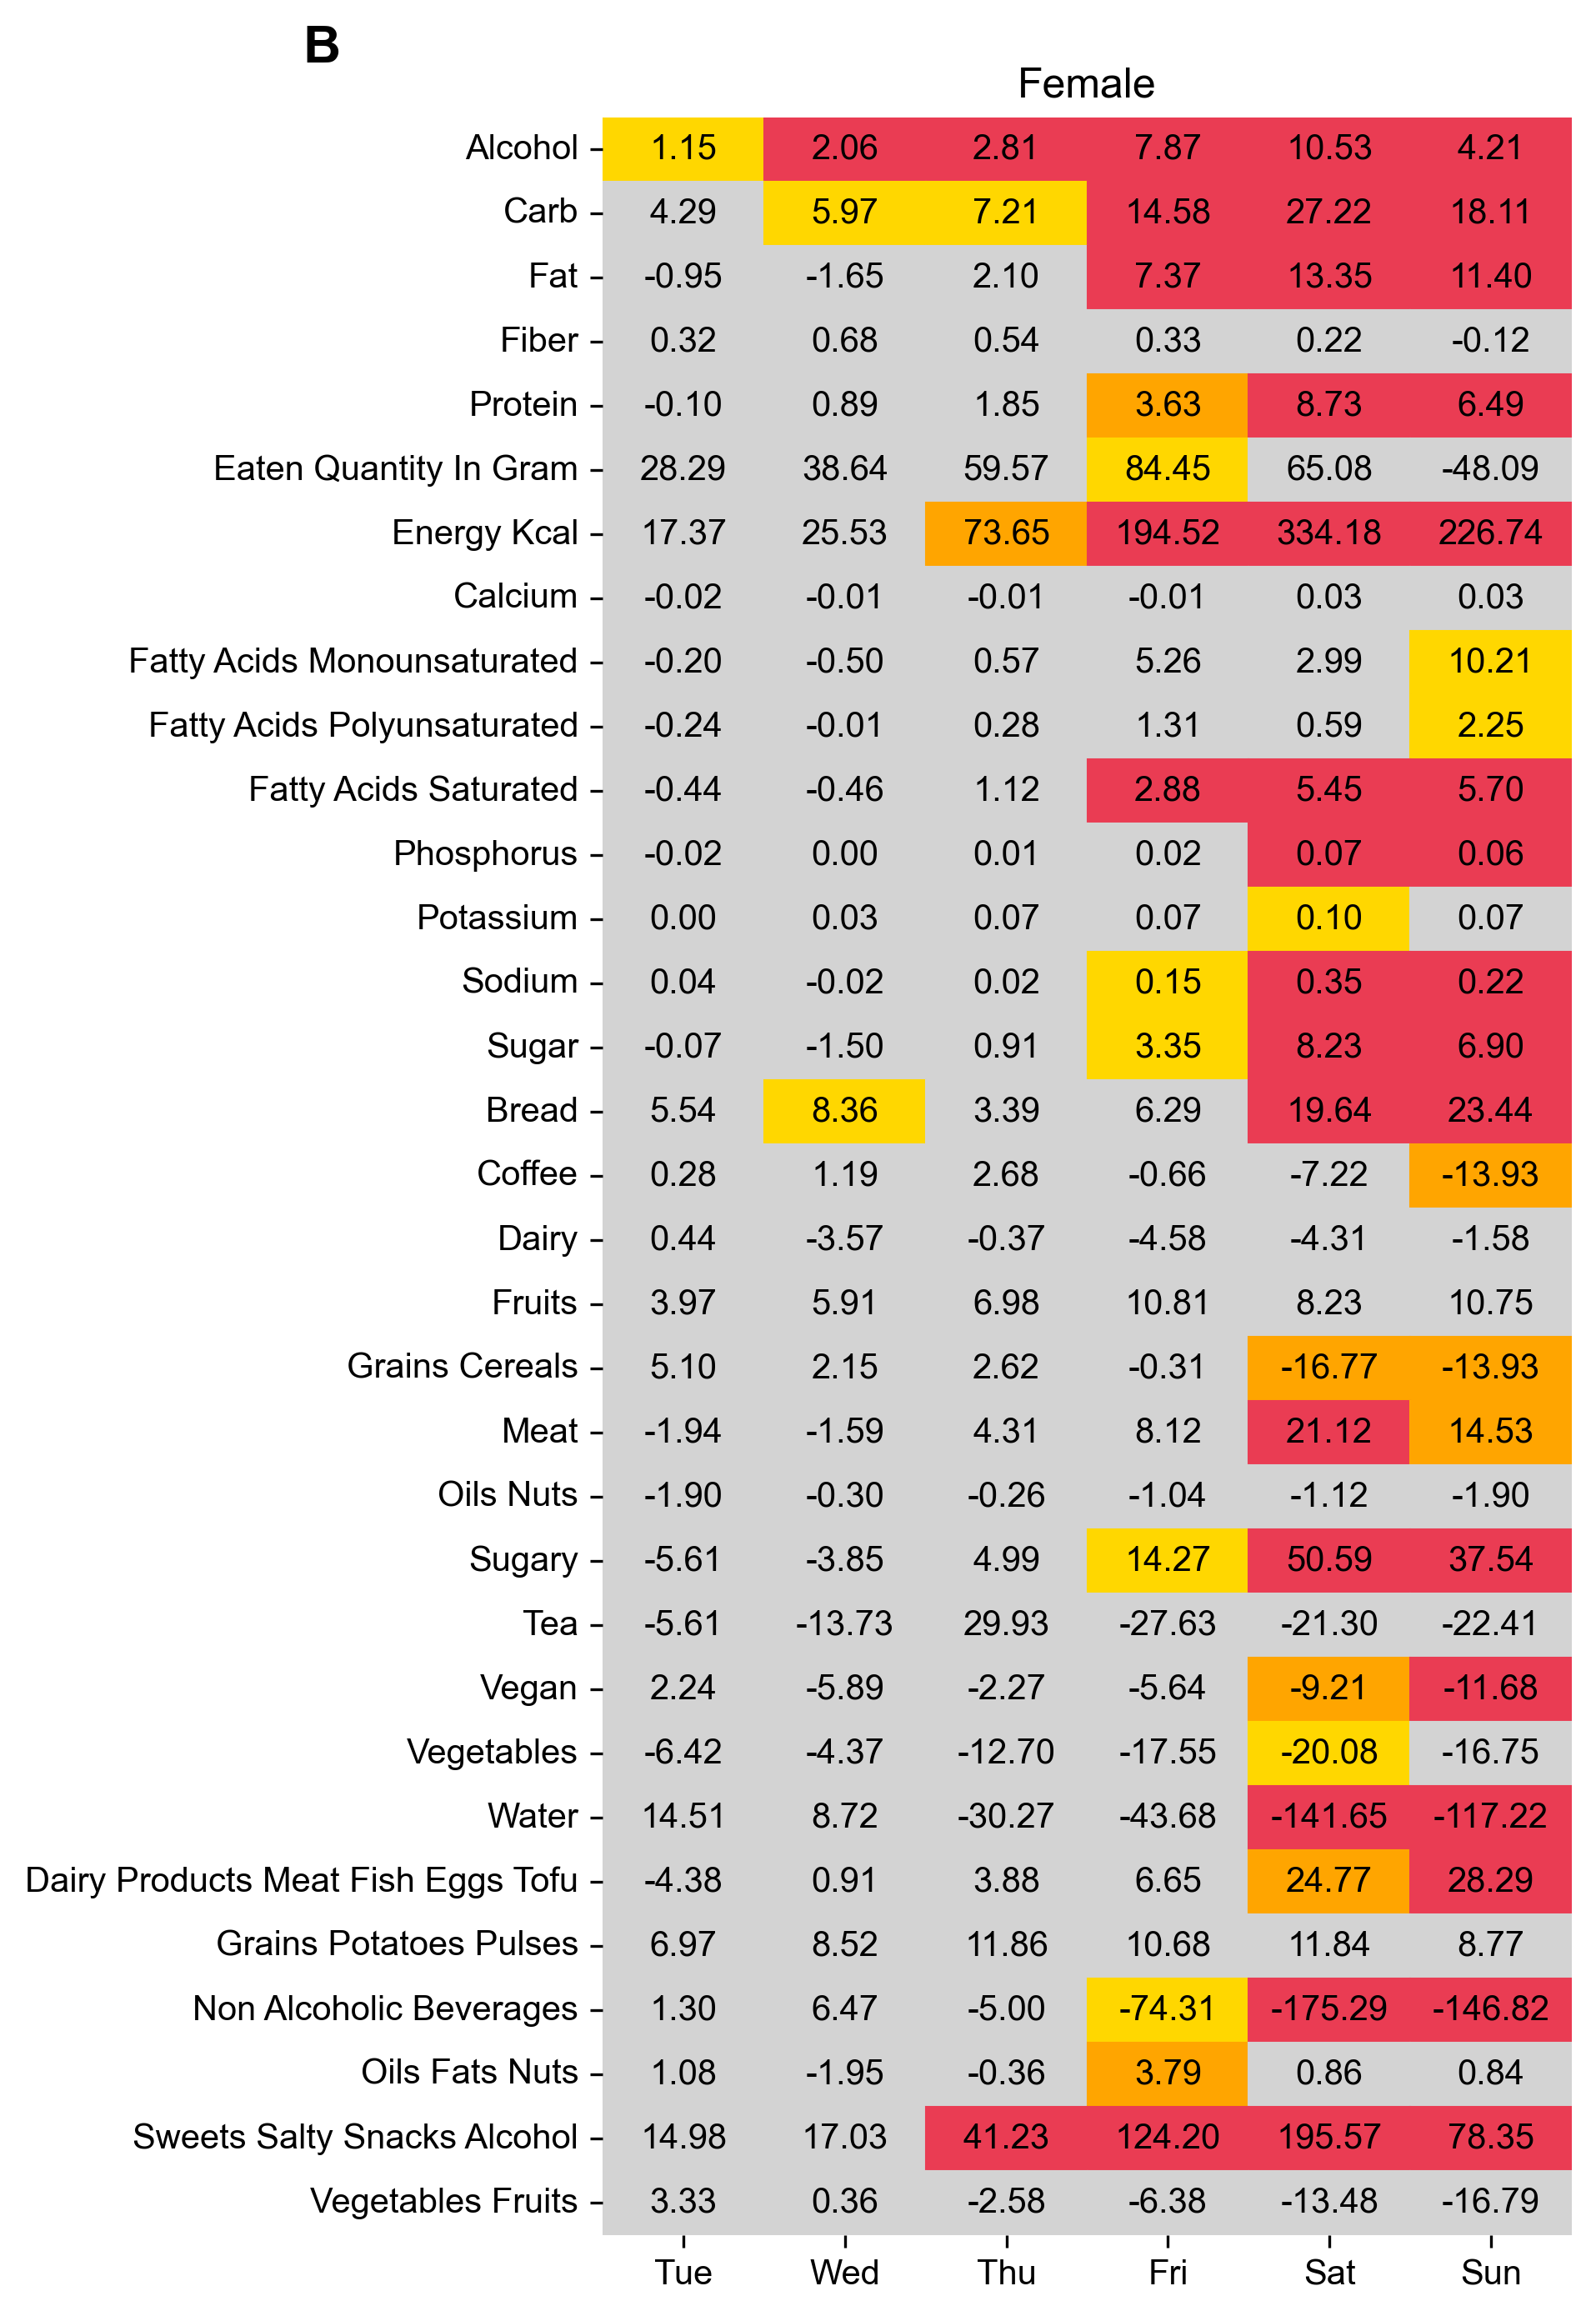 B
Female
Alcohol 1.15 2.06 2.81 7.87 10.53 4.21
Carb 4.29 5.97 7.21 14.58 27.22 18.11
Fat -0.95 -1.65 2.10 7.37 13.35 11.40
Fiber 0.32 0.68 0.54 0.33 0.22 -0.12
Protein -0.10 0.89 1.85 3.63 8.73 6.49
Eaten Quantity In Gram 28.29 38.64 59.57 84.45 65.08 -48.09
Energy Kcal 17.37 25.53 73.65 194.52 334.18 226.74
Calcium -0.02 -0.01 -0.01 -0.01 0.03 0.03
Fatty Acids Monounsaturated -0.20 -0.50 0.57 5.26 2.99 10.21
Fatty Acids Polyunsaturated -0.24 -0.01 0.28 1.31 0.59 2.25
Fatty Acids Saturated -0.44 -0.46 1.12 2.88 5.45 5.70
Phosphorus -0.02 0.00 0.01 0.02 0.07 0.06
Potassium 0.00 0.03 0.07 0.07 0.10 0.07
Sodium 0.04 -0.02 0.02 0.15 0.35 0.22
Sugar -0.07 -1.50 0.91 3.35 8.23 6.90
Bread 5.54 8.36 3.39 6.29 19.64 23.44
Coffee 0.28 1.19 2.68 -0.66 -7.22 -13.93
Dairy 0.44 -3.57 -0.37 -4.58 -4.31 -1.58
Fruits 3.97 5.91 6.98 10.81 8.23 10.75
Grains Cereals 5.10 2.15 2.62 -0.31 -16.77 -13.93
Meat -1.94 -1.59 4.31 8.12 21.12 14.53
Oils Nuts -1.90 -0.30 -0.26 -1.04 -1.12 -1.90
Sugary -5.61 -3.85 4.99 14.27 50.59 37.54
Tea -5.61 -13.73 29.93 -27.63 -21.30 -22.41
Vegan 2.24 -5.89 -2.27 -5.64 -9.21 -11.68
Vegetables -6.42 -4.37 -12.70 -17.55 -20.08 -16.75
Water 14.51 8.72 -30.27 -43.68 -141.65 -117.22
Dairy Products Meat Fish Eggs Tofu -4.38 0.91 3.88 6.65 24.77 28.29
Grains Potatoes Pulses 6.97 8.52 11.86 10.68 11.84 8.77
Non Alcoholic Beverages 1.30 6.47 -5.00 -74.31 -175.29 -146.82
Oils Fats Nuts 1.08 -1.95 -0.36 3.79 0.86 0.84
Sweets Salty Snacks Alcohol 14.98 17.03 41.23 124.20 195.57 78.35
Vegetables Fruits 3.33 0.36 -2.58 -6.38 -13.48 -16.79
Tue Wed Thu Fri Sat Sun